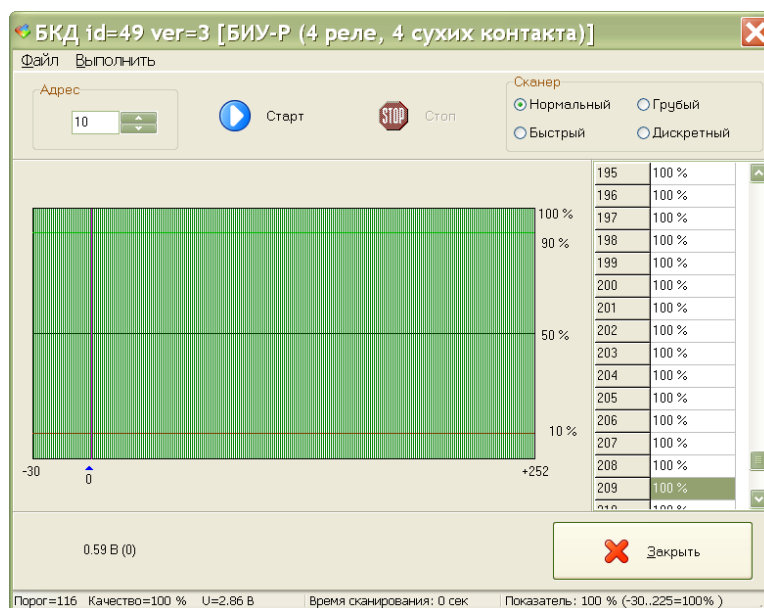 БКД id=49 ver=3 [БИУ-Р (4 реле, 4 сухих контакта)]
Файл Выполнить
Адрес
10
Старт
STOP Стоп
Сканер
Нормальный Грубый
Быстрый Дискретный
100 %
90 %
50 %
10 %
-30 0 +252
195 100 %
196 100 %
197 100 %
198 100 %
199 100 %
200 100 %
201 100 %
202 100 %
203 100 %
204 100 %
205 100 %
206 100 %
207 100 %
208 100 %
209 100 %
210 100 %
0.59 В (0)
Закрыть
Порог=116 Качество=100 % U=2.86 В Время сканирования: 0 сек Показатель: 100 % (-30..225=100% )